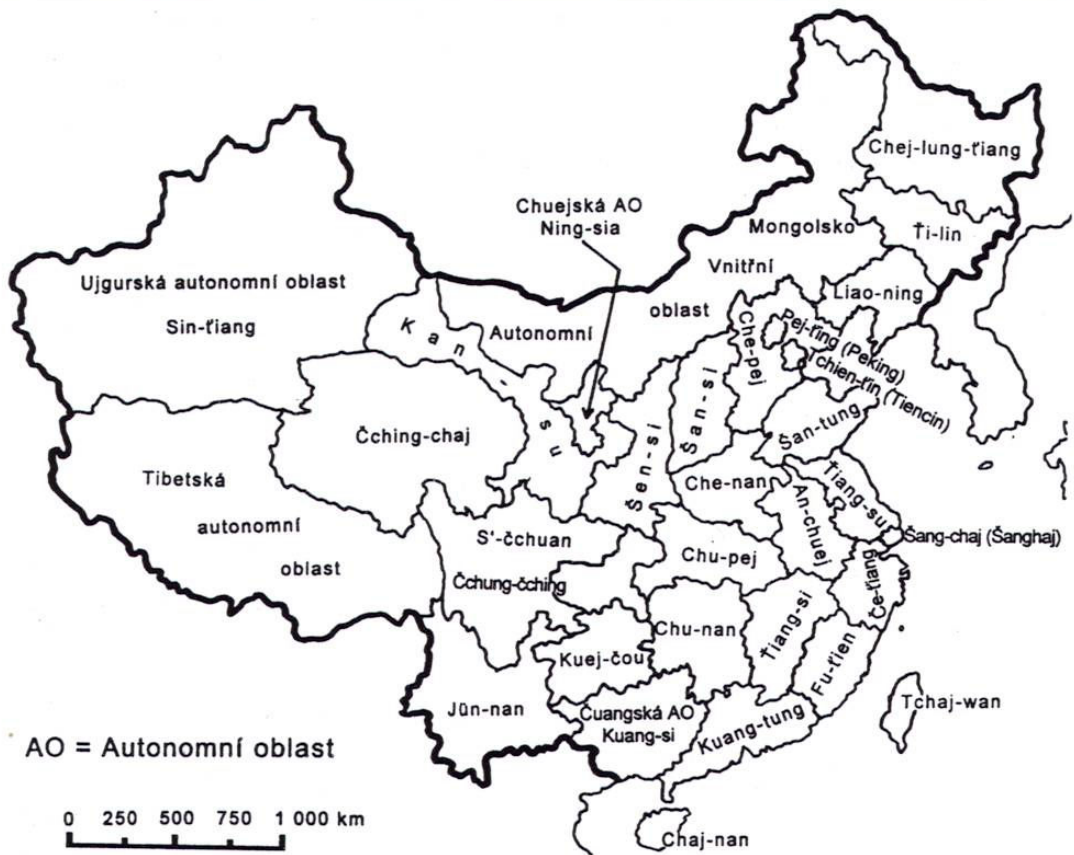 Chej-lung-ťiang
Chuejská AO
Ning-sia
Mongolsko
Ťi-lin
Ujgurská autonomní oblast
Sin-ťiang
Vnitřní
Liao-ning
Kan-su
Autonomní
oblast
Che-pej
Pej-ťing (Peking)
Tchien-ťin (Tiencin)
Šan-si
Čching-chaj
Šan-tung
Šen-si
Tibetská
autonomní
oblast
Che-nan
Ťiang-su
An-chuej
S'-čchuan
Šang-chaj (Šanghaj)
Chu-pej
Čchung-čching
Če-ťiang
Chu-nan
Ťiang-si
Kuej-čou
Fu-ťien
Jün-nan
Čuangská AO
Kuang-si
Kuang-tung
Tchaj-wan
AO = Autonomní oblast
0 250 500 750 1 000 km
Chaj-nan